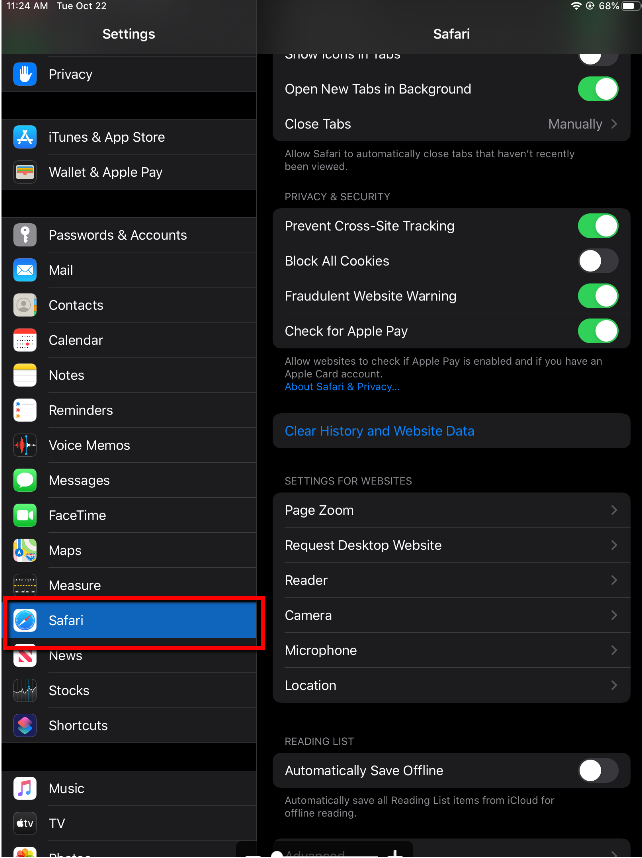 11:24 AM Tue Oct 22
68%
Settings
Privacy
iTunes & App Store
Wallet & Apple Pay
Passwords & Accounts
Mail
Contacts
Calendar
Notes
Reminders
Voice Memos
Messages
FaceTime
Maps
Measure
Safari
News
Stocks
Shortcuts
Music
tv
TV
Photos
Safari
Show Icons in Tabs
Open New Tabs in Background
Close Tabs Manually
Allow Safari to automatically close tabs that haven't recently
been viewed.
PRIVACY & SECURITY
Prevent Cross-Site Tracking
Block All Cookies
Fraudulent Website Warning
Check for Apple Pay
Allow websites to check if Apple Pay is enabled and if you have an
Apple Card account.
About Safari & Privacy...
Clear History and Website Data
SETTINGS FOR WEBSITES
Page Zoom
Request Desktop Website
Reader
Camera
Microphone
Location
READING LIST
Automatically Save Offline
Automatically save all Reading List items from iCloud for
offline reading.
Advanced